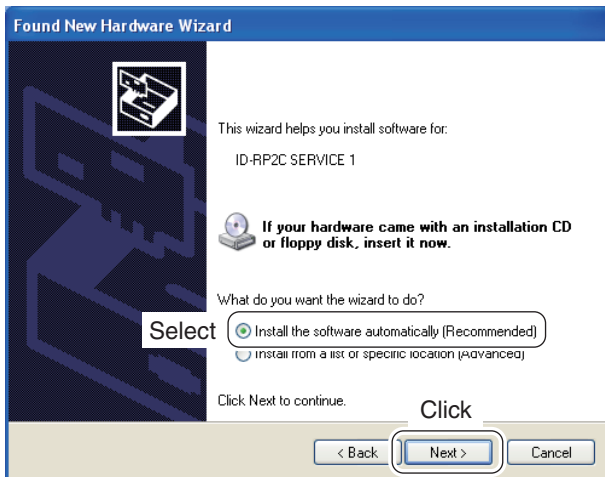 Found New Hardware Wizard
This wizard helps you install software for:
ID-RP2C SERVICE 1
If your hardware came with an installation CD
or floppy disk, insert it now.
What do you want the wizard to do?
Select
Install the software automatically (Recommended)
Install from a list or specific location (Advanced)
Click Next to continue.
Click
< Back
Next >
Cancel